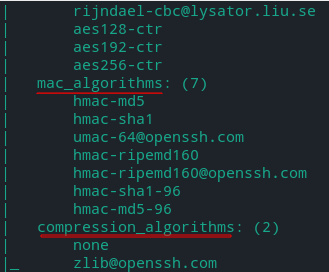 | rijndael-cbc@lysator.liu.se
| aes128-ctr
| aes192-ctr
| aes256-ctr
| mac_algorithms: (7)
| hmac-md5
| hmac-sha1
| umac-64@openssh.com
| hmac-ripemd160
| hmac-ripemd160@openssh.com
| hmac-sha1-96
| hmac-md5-96
| compression_algorithms: (2)
| none
|_ zlib@openssh.com